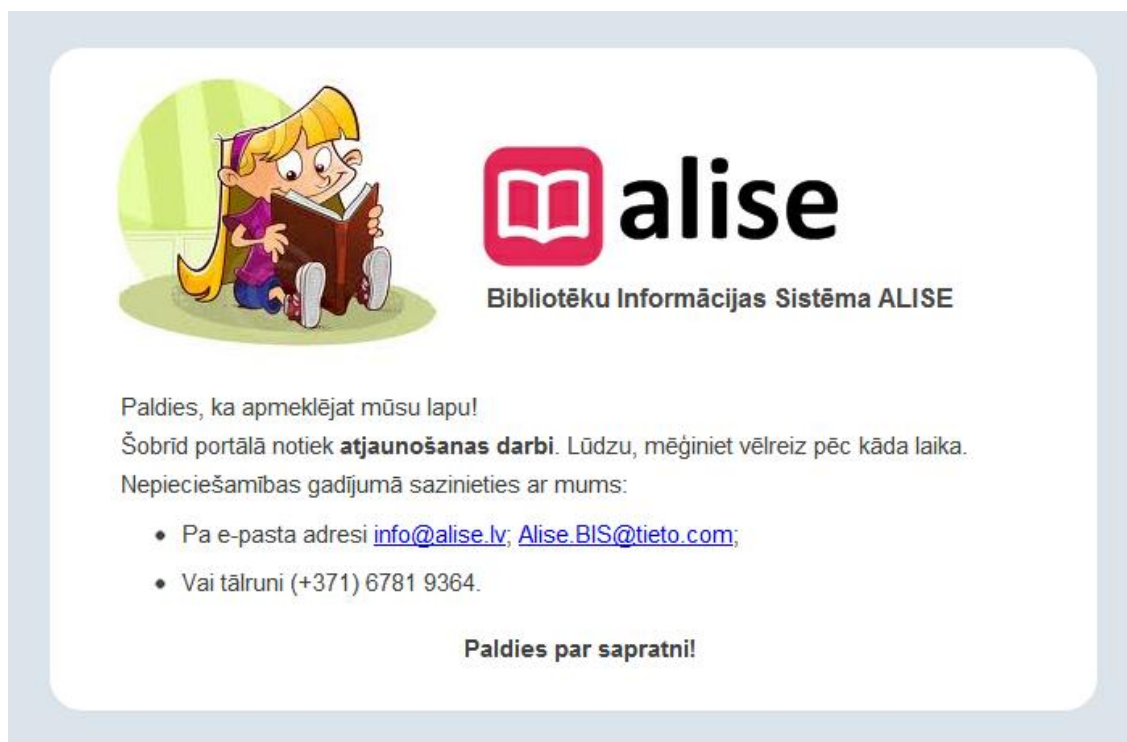 alise
Bibliotēku Informācijas Sistēma ALISE
Paldies, ka apmeklējat mūsu lapu!
Šobrīd portālā notiek atjaunošanas darbi. Lūdzu, mēģiniet vēlreiz pēc kāda laika.
Nepieciešamības gadījumā sazinieties ar mums:
• Pa e-pasta adresi info@alise.lv; Alise.BIS@tieto.com;
• Vai tālruni (+371) 6781 9364.
Paldies par sapratni!